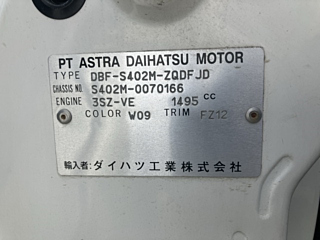 PT ASTRA DAIHATSU MOTOR
TYPE DBF-S402M-ZQDFJD
CHASSIS NO S402M-0070166
ENGINE 3SZ-VE 1495 CC
COLOR W09 TRIM FZ12
輸入者:ダイハツ工業株式会社